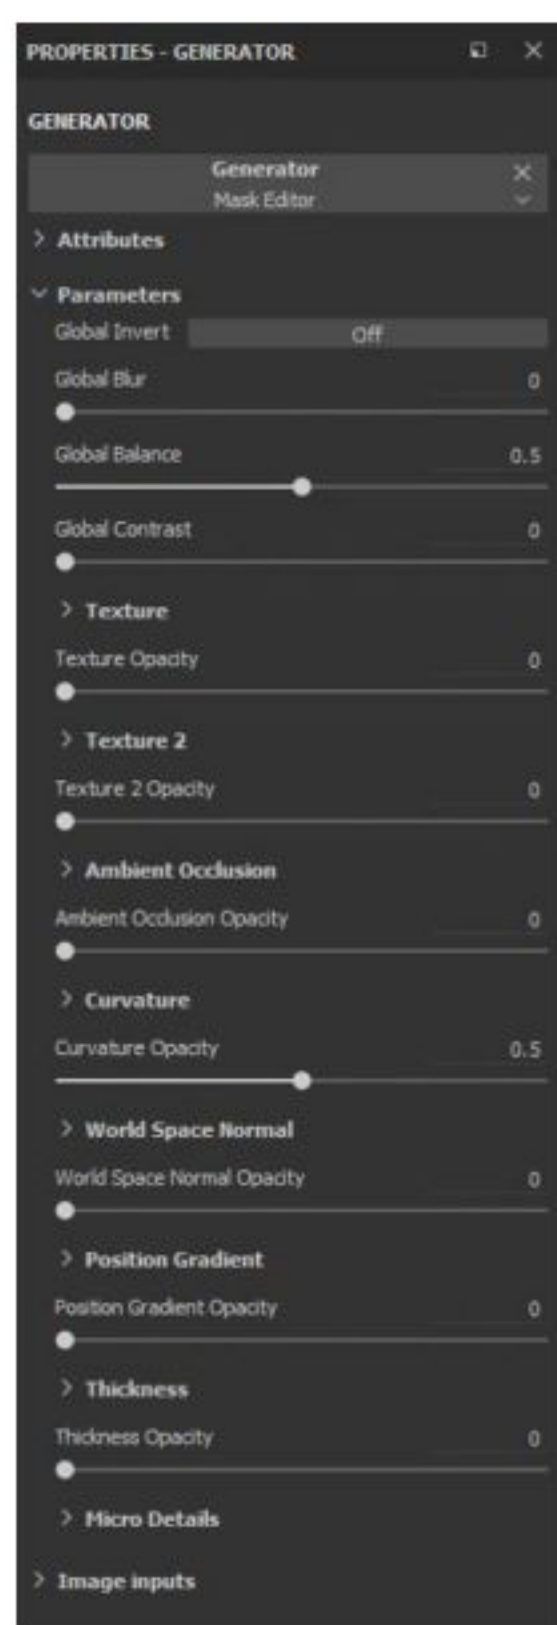 PROPERTIES - GENERATOR
GENERATOR
Generator
Mask Editor
Attributes
Parameters
Global Invert Off
Global Blur 0
Global Balance 0.5
Global Contrast 0
Texture
Texture Opacity 0
Texture 2
Texture 2 Opacity 0
Ambient Occlusion
Ambient Occlusion Opacity 0
Curvature
Curvature Opacity 0.5
World Space Normal
World Space Normal Opacity 0
Position Gradient
Position Gradient Opacity 0
Thickness
Thickness Opacity 0
Micro Details
Image inputs